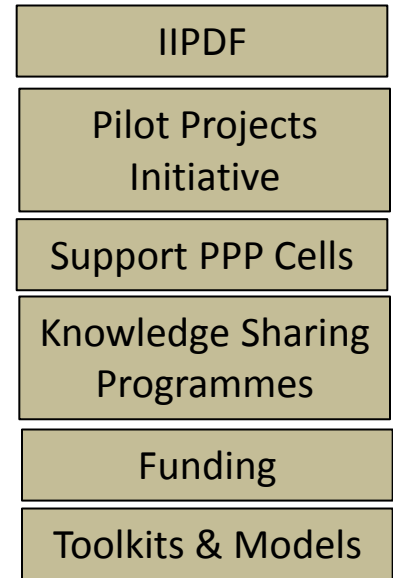 IIPDF
Pilot Projects
Initiative
Support PPP Cells
Knowledge Sharing
Programmes
Funding
Toolkits & Models